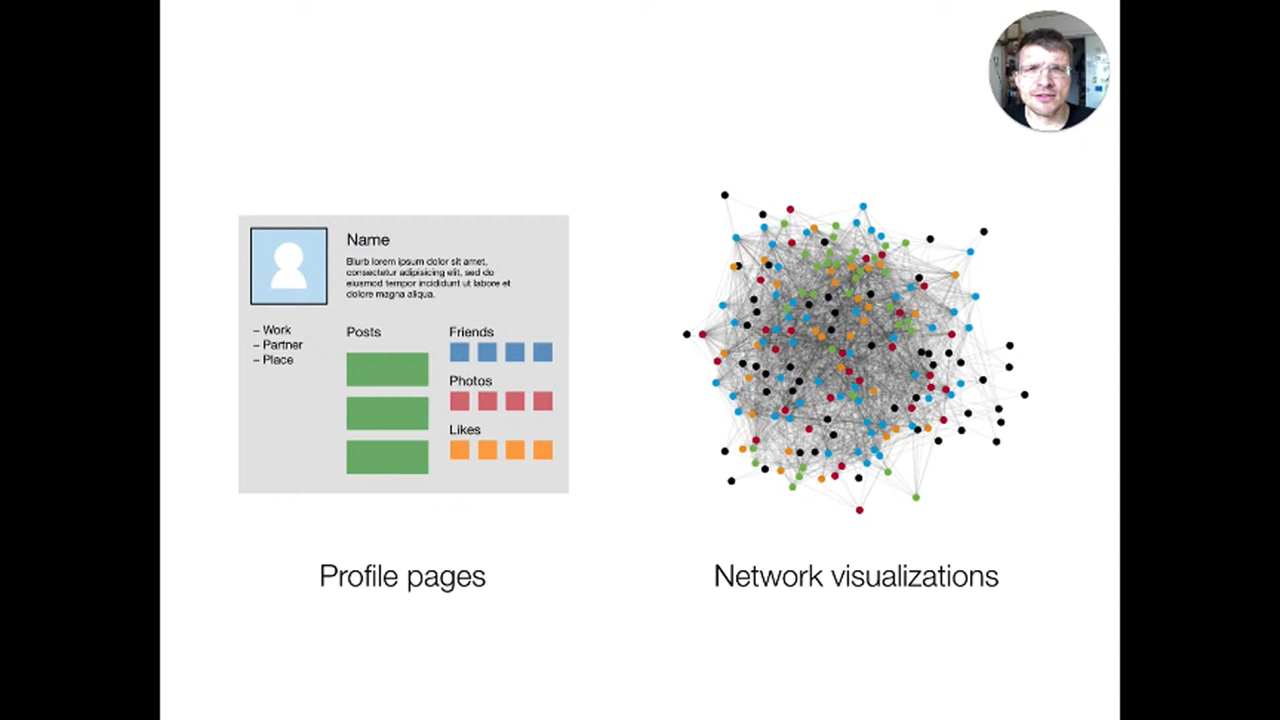 Name
Blurb lorem ipsum dolor sit amet,
consectetur adipisicing elit, sed do
eiusmod tempor incididunt ut labore et
dolore magna aliqua.
– Work
– Partner
– Place
Posts
Friends
Photos
Likes
Profile pages
Network visualizations